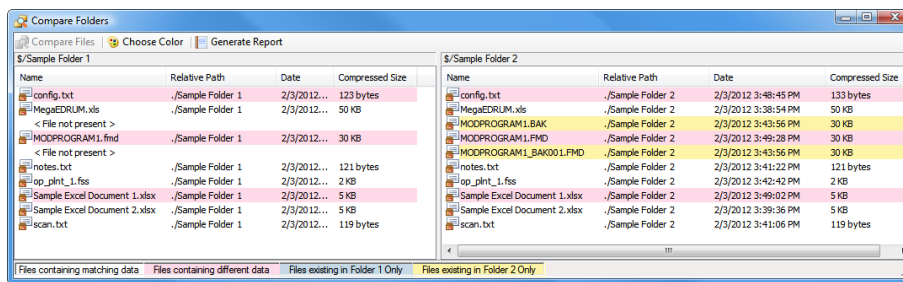 Compare Folders
Compare Files Choose Color Generate Report
$/Sample Folder 1 $/Sample Folder 2
Name Relative Path Date Compressed Size Name Relative Path Date Compressed Size
config.txt ./Sample Folder 1 2/3/2012... 123 bytes config.txt ./Sample Folder 2 2/3/2012 3:48:45 PM 133 bytes
MegaEDRUM.xls ./Sample Folder 1 2/3/2012... 50 KB MegaEDRUM.xls ./Sample Folder 2 2/3/2012 3:38:54 PM 50 KB
< File not present > MODPROGRAM1.BAK ./Sample Folder 2 2/3/2012 3:43:56 PM 30 KB
MODPROGRAM1.fmd ./Sample Folder 1 2/3/2012... 30 KB MODPROGRAM1.FMD ./Sample Folder 2 2/3/2012 3:49:28 PM 30 KB
< File not present > MODPROGRAM1_BAK001.FMD ./Sample Folder 2 2/3/2012 3:43:56 PM 30 KB
notes.txt ./Sample Folder 1 2/3/2012... 121 bytes notes.txt ./Sample Folder 2 2/3/2012 3:41:22 PM 121 bytes
op_plnt_1.fss ./Sample Folder 1 2/3/2012... 2 KB op_plnt_1.fss ./Sample Folder 2 2/3/2012 3:42:42 PM 2 KB
Sample Excel Document 1.xlsx ./Sample Folder 1 2/3/2012... 5 KB Sample Excel Document 1.xlsx ./Sample Folder 2 2/3/2012 3:49:02 PM 5 KB
Sample Excel Document 2.xlsx ./Sample Folder 1 2/3/2012... 5 KB Sample Excel Document 2.xlsx ./Sample Folder 2 2/3/2012 3:39:36 PM 5 KB
scan.txt ./Sample Folder 1 2/3/2012... 119 bytes scan.txt ./Sample Folder 2 2/3/2012 3:41:06 PM 119 bytes
Files containing matching data Files containing different data Files existing in Folder 1 Only Files existing in Folder 2 Only